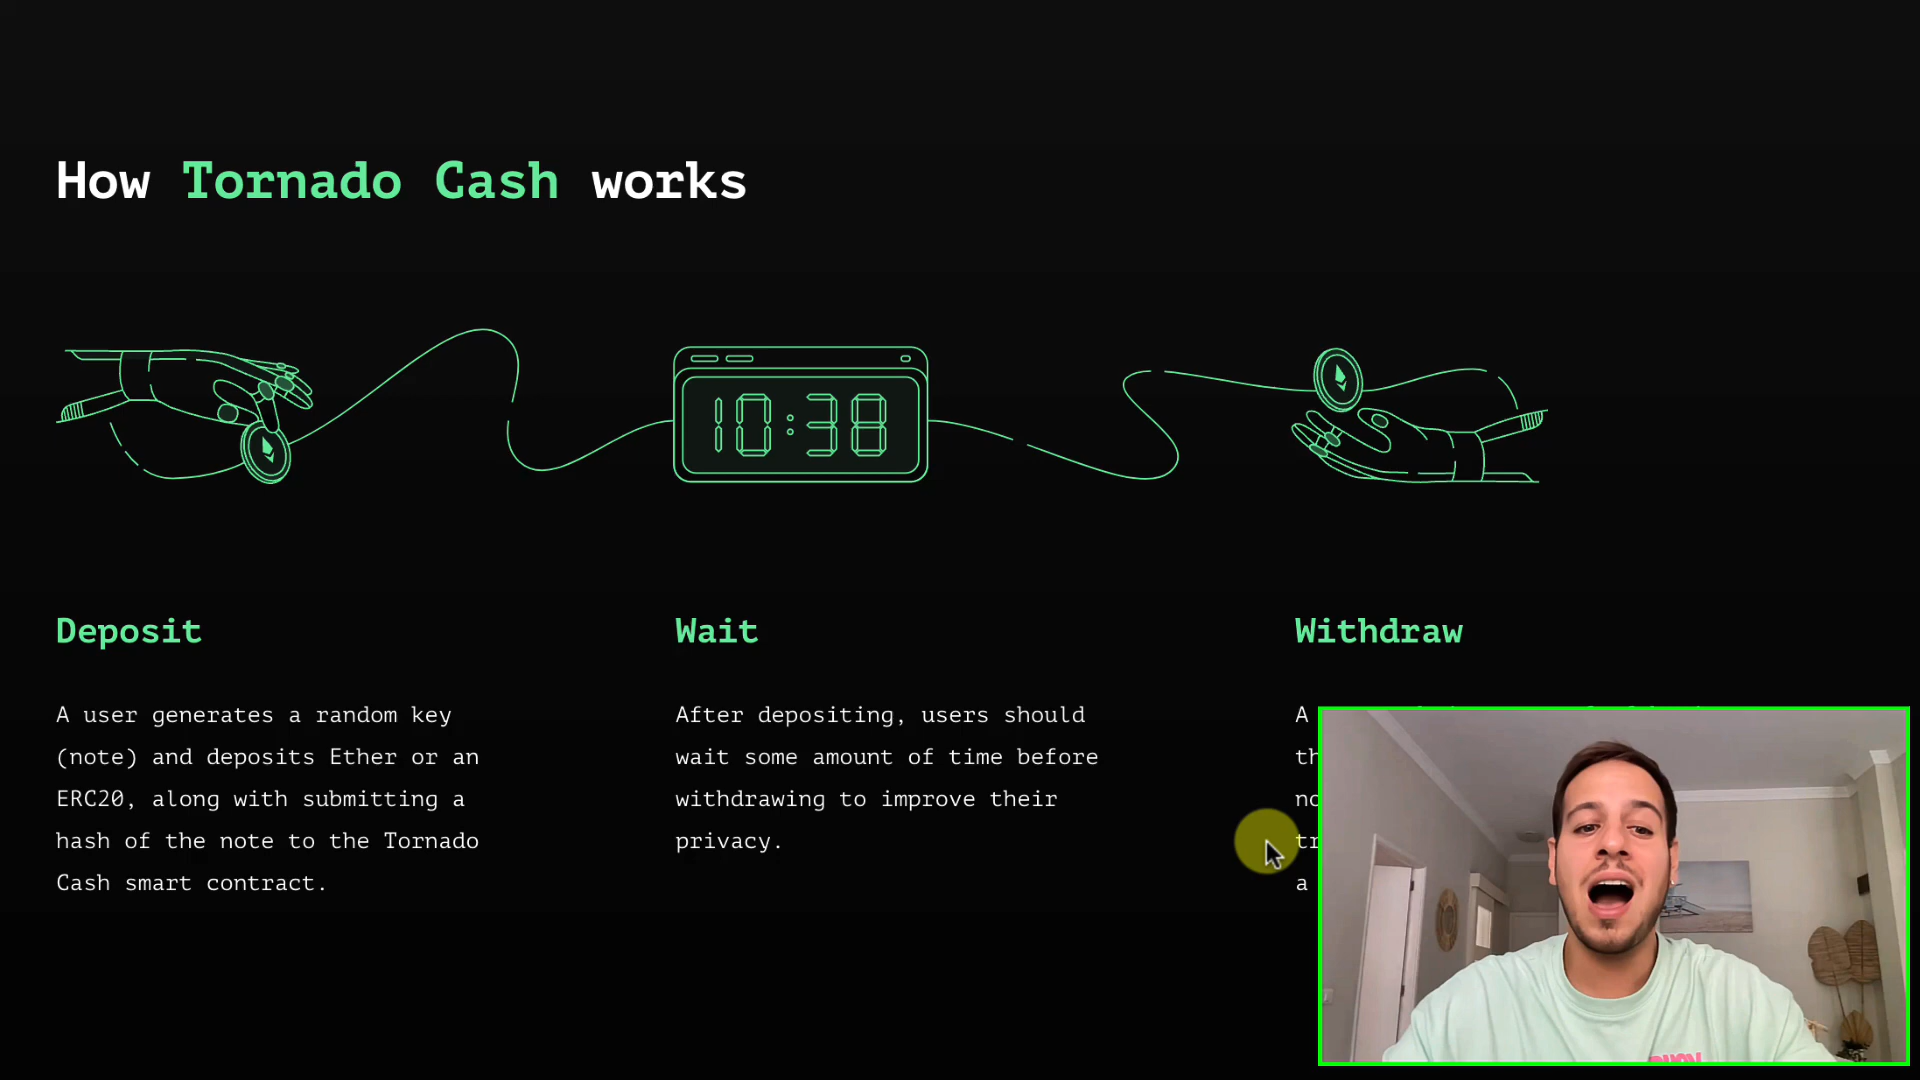 How Tornado Cash works
10:38
Deposit
A user generates a random key
(note) and deposits Ether or an
ERC20, along with submitting a
hash of the note to the Tornado
Cash smart contract.
Wait
After depositing, users should
wait some amount of time before
withdrawing to improve their
privacy.
Withdraw
A
a